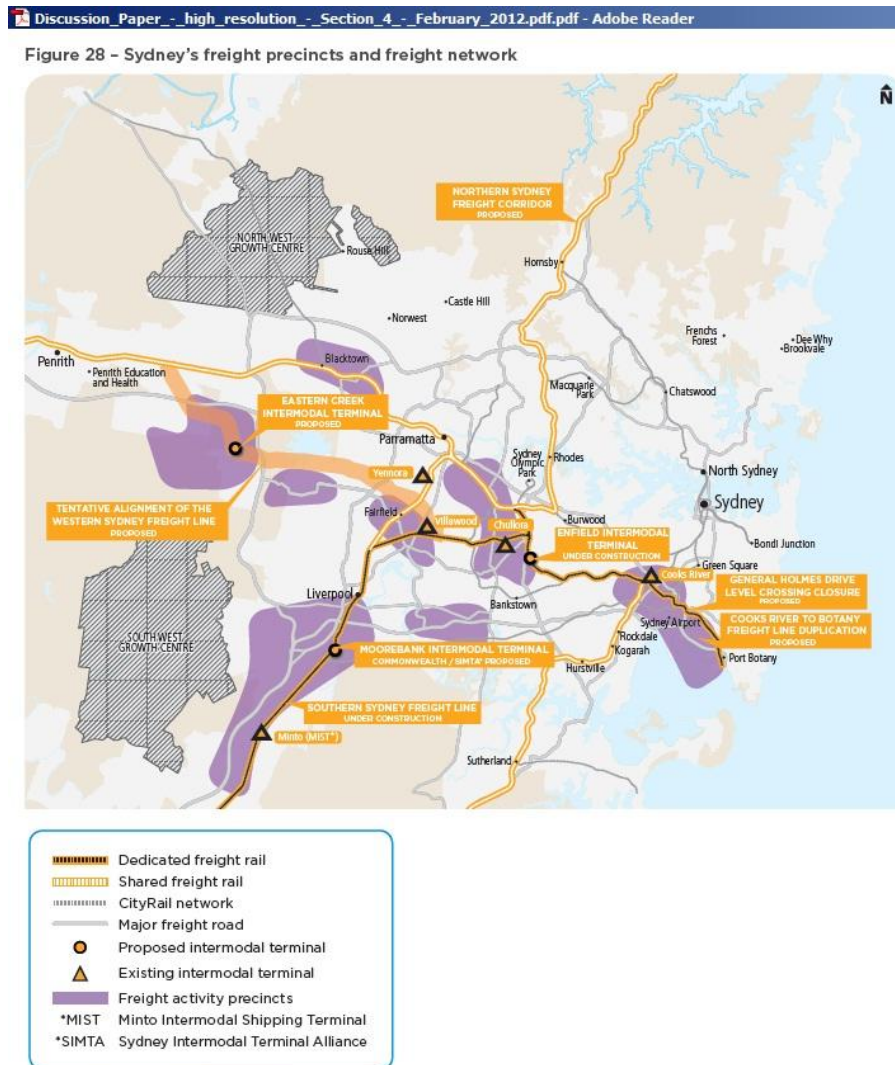 Discussion_Paper_-_high_resolution_-_Section_4_-_February_2012.pdf.pdf - Adobe Reader
Figure 28 – Sydney's freight precincts and freight network
N
NORTHERN SYDNEY
FREIGHT CORRIDOR
PROPOSED
NORTH WEST
GROWTH CENTRE
Rouse Hill
Hornsby
Castle Hill
Norwest
Frenchs
Forest
Dee Why
Brookvale
Penrith
Penrith Education
and Health
Blacktown
Macquarie
Park
Chatswood
EASTERN CREEK
INTERMODAL TERMINAL
PROPOSED
Parramatta
Sydney
Olympic
Park
Rhodes
North Sydney
Sydney
Yennora
TENTATIVE ALIGNMENT OF THE
WESTERN SYDNEY FREIGHT LINE
PROPOSED
Fairfield
Villawood
Chullora
Burwood
ENFIELD INTERMODAL
TERMINAL
UNDER CONSTRUCTION
Bondi Junction
Green Square
Cooks River
GENERAL HOLMES DRIVE
LEVEL CROSSING CLOSURE
PROPOSED
Liverpool
Bankstown
SOUTH WEST
GROWTH CENTRE
Sydney Airport
COOKS RIVER TO BOTANY
FREIGHT LINE DUPLICATION
PROPOSED
Rockdale
Kogarah
MOOREBANK INTERMODAL TERMINAL
COMMONWEALTH / SIMTA* PROPOSED
Hurstville
Port Botany
SOUTHERN SYDNEY FREIGHT LINE
UNDER CONSTRUCTION
Minto (MIST*)
Sutherland
Dedicated freight rail
Shared freight rail
CityRail network
Major freight road
Proposed intermodal terminal
Existing intermodal terminal
Freight activity precincts
*MIST Minto Intermodal Shipping Terminal
*SIMTA Sydney Intermodal Terminal Alliance